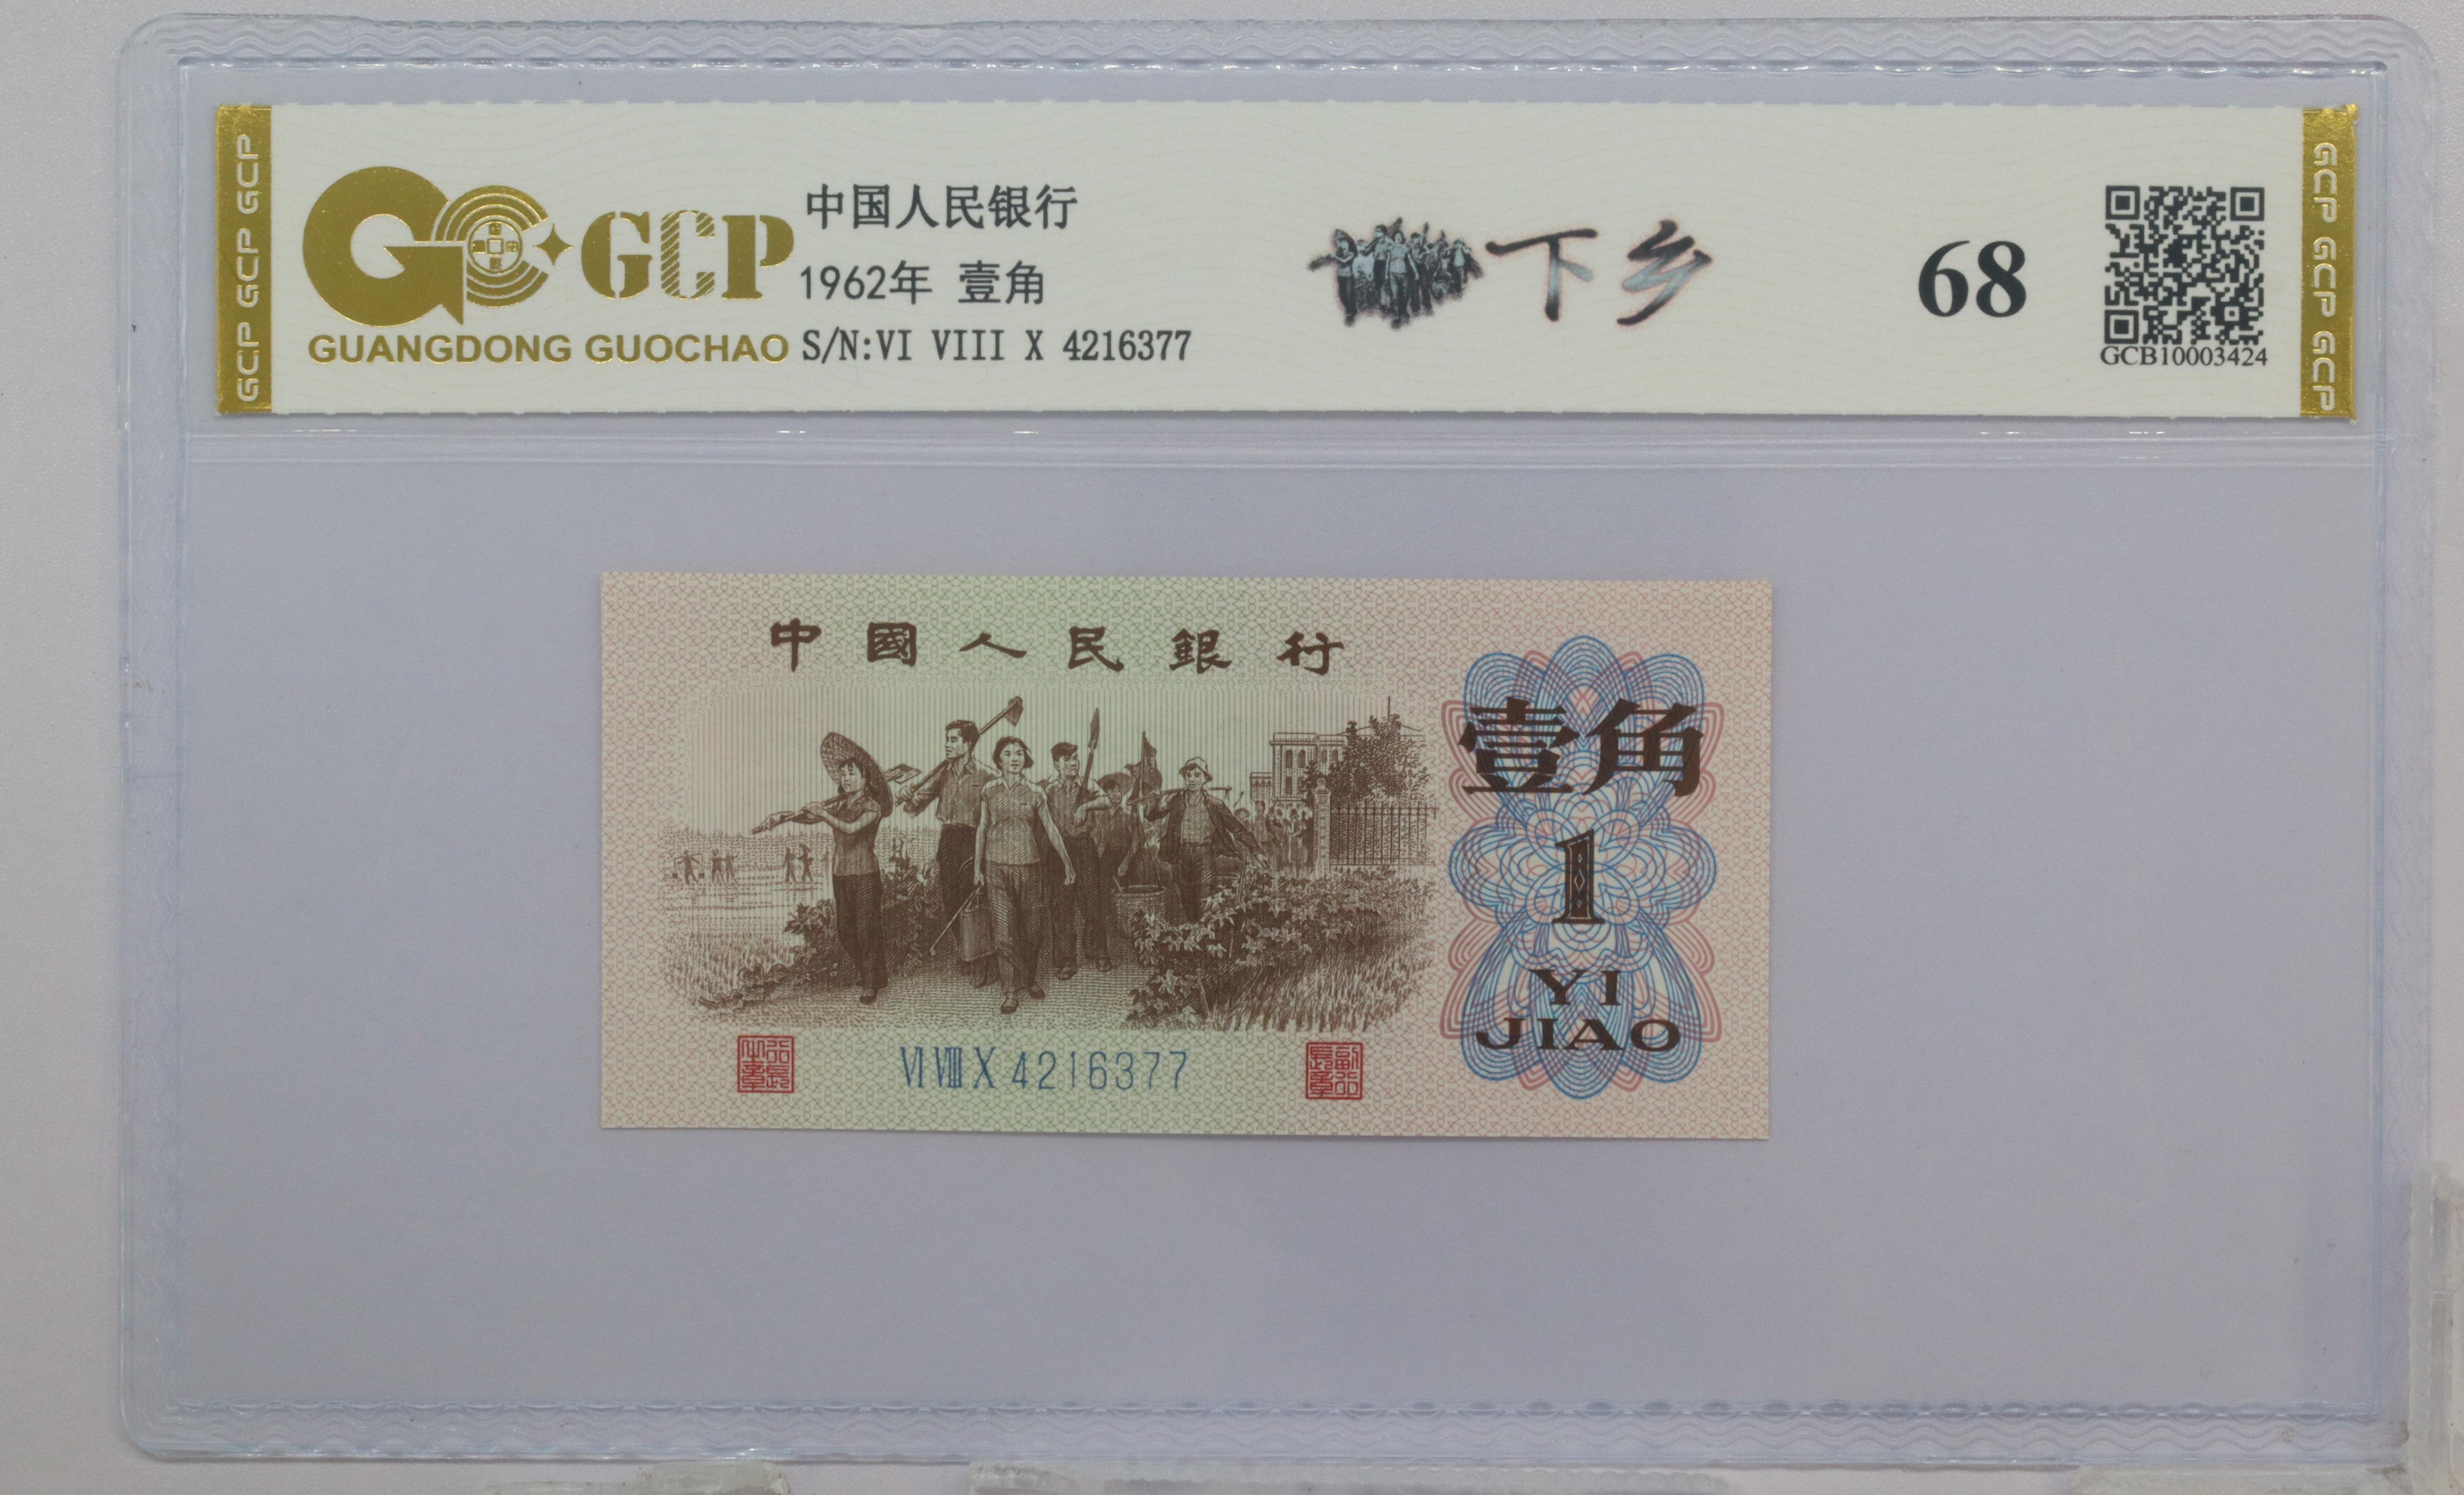 GCP GCP GCP
GCP
GUANGDONG GUOCHAO
中国人民银行
1962年 壹角
S/N:VI VIII X 4216377
下乡
68
GCB10003424
GCP GCP GCP
中國人民銀行
壹角
1
YI
JIAO
VI VIII X 4216377